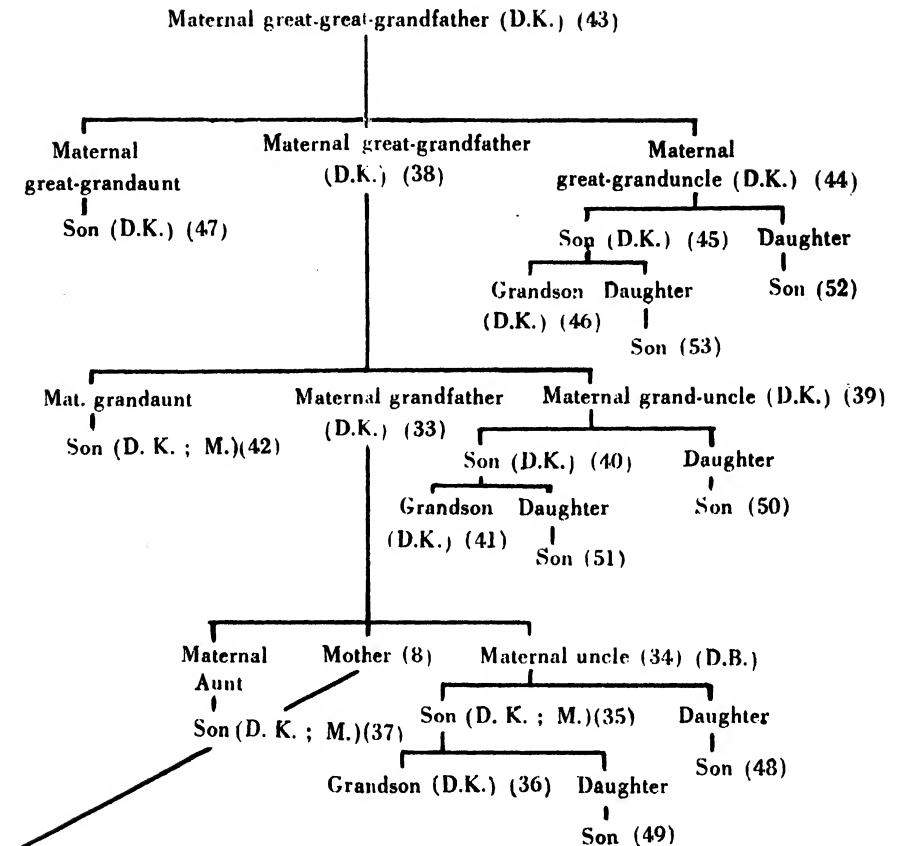 Maternal great-great-grandfather (D.K.) (43)
Maternal great-grandaunt
Maternal great-grandfather (D.K.) (38)
Maternal great-granduncle (D.K.) (44)
Son (D.K.) (47)
Son (D.K.) (45) Daughter
Grandson (D.K.) (46)
Daughter
Son (52)
Son (53)
Mat. grandaunt
Maternal grandfather (D.K.) (33)
Maternal grand-uncle (D.K.) (39)
Son (D. K. ; M.)(42)
Son (D.K.) (40) Daughter
Grandson (D.K.) (41)
Daughter
Son (50)
Son (51)
Maternal Aunt
Mother (8)
Maternal uncle (34) (D.B.)
Son (D. K. ; M.)(37)
Son (D. K. ; M.)(35) Daughter
Grandson (D.K.) (36) Daughter
Son (48)
Son (49)